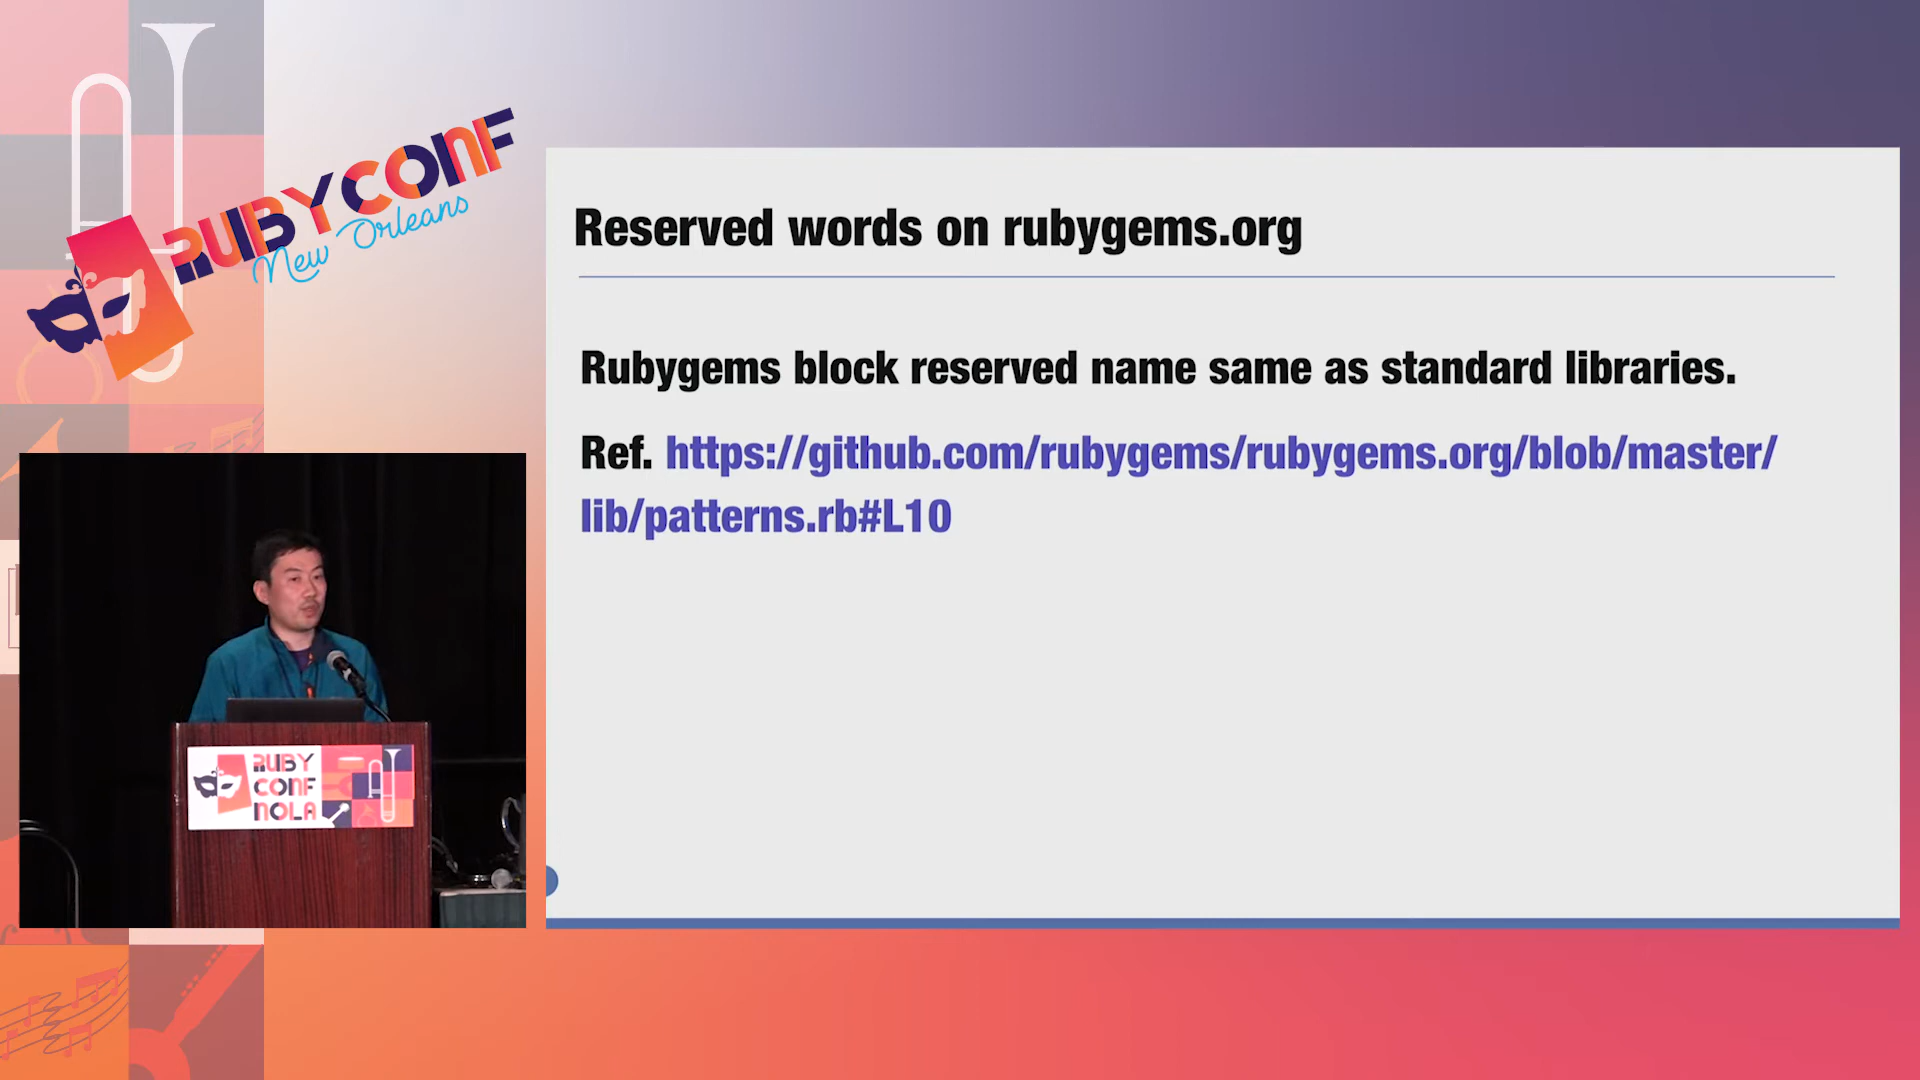 RUBYCONF
New Orleans
Reserved words on rubygems.org
Rubygems block reserved name same as standard libraries.
Ref. https://github.com/rubygems/rubygems.org/blob/master/
lib/patterns.rb#L10
RUBY
CONF
NOLA